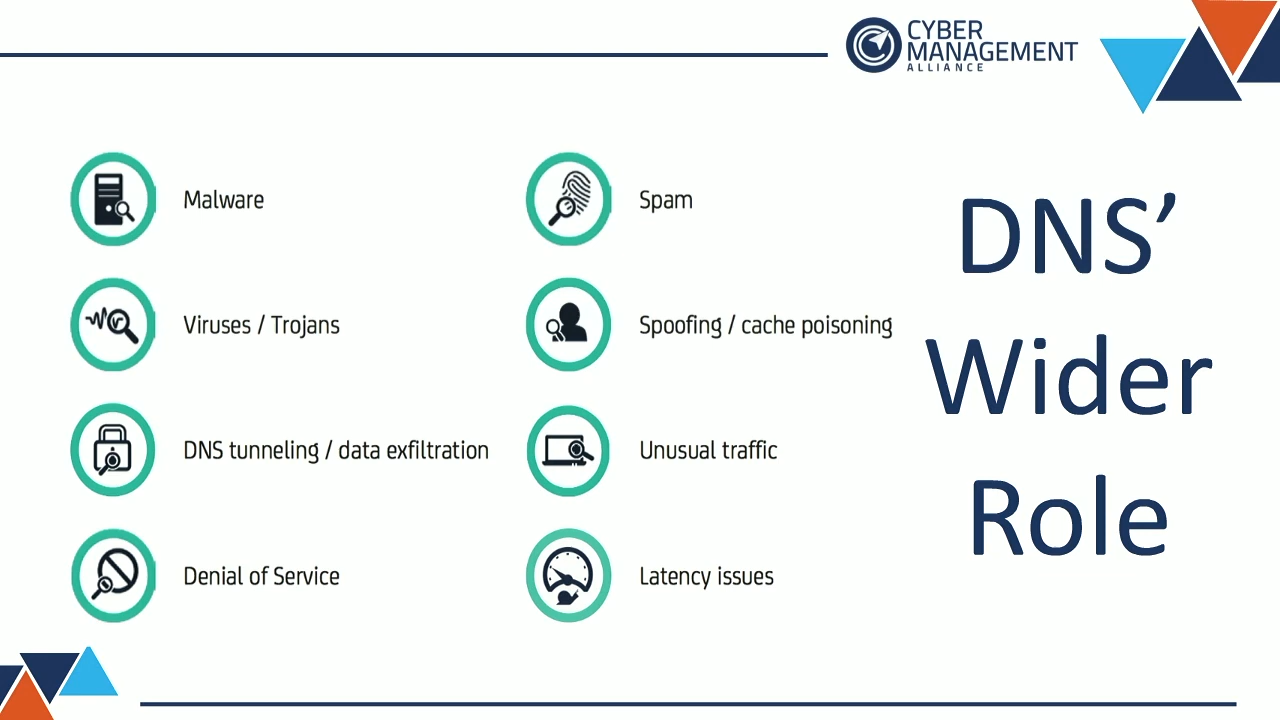 CYBER
MANAGEMENT
ALLIANCE
Malware
Spam
Viruses / Trojans
Spoofing / cache poisoning
DNS tunneling / data exfiltration
Unusual traffic
Denial of Service
Latency issues
DNS’
Wider
Role